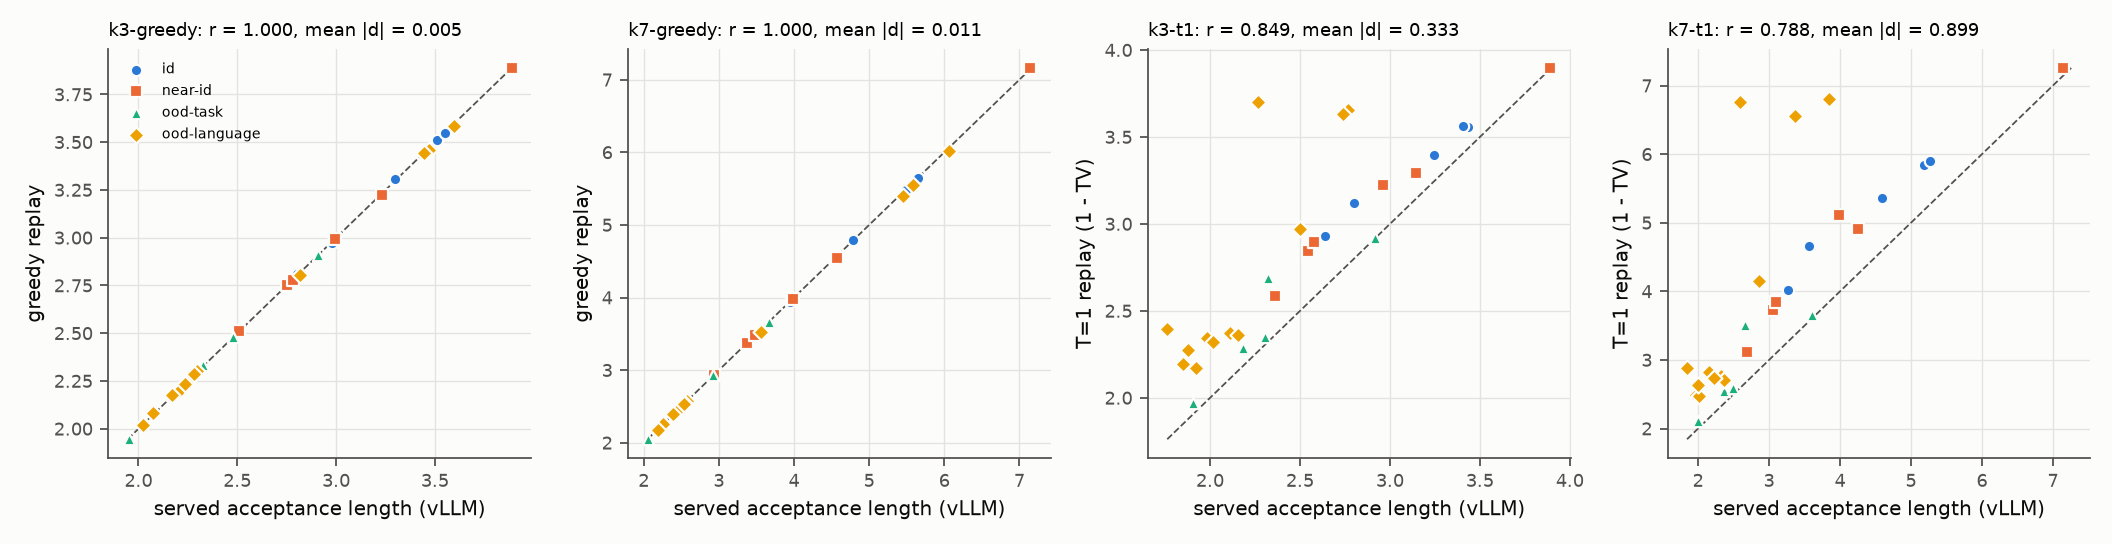 k3-greedy: r = 1.000, mean |d| = 0.005
id
near-id
ood-task
ood-language
greedy replay
3.75
3.50
3.25
3.00
2.75
2.50
2.25
2.00
2.0
2.5
3.0
3.5
served acceptance length (vLLM)
k7-greedy: r = 1.000, mean |d| = 0.011
greedy replay
7
6
5
4
3
2
2
3
4
5
6
7
served acceptance length (vLLM)
k3-t1: r = 0.849, mean |d| = 0.333
T=1 replay (1 - TV)
4.0
3.5
3.0
2.5
2.0
2.0
2.5
3.0
3.5
4.0
served acceptance length (vLLM)
k7-t1: r = 0.788, mean |d| = 0.899
T=1 replay (1 - TV)
7
6
5
4
3
2
2
3
4
5
6
7
served acceptance length (vLLM)